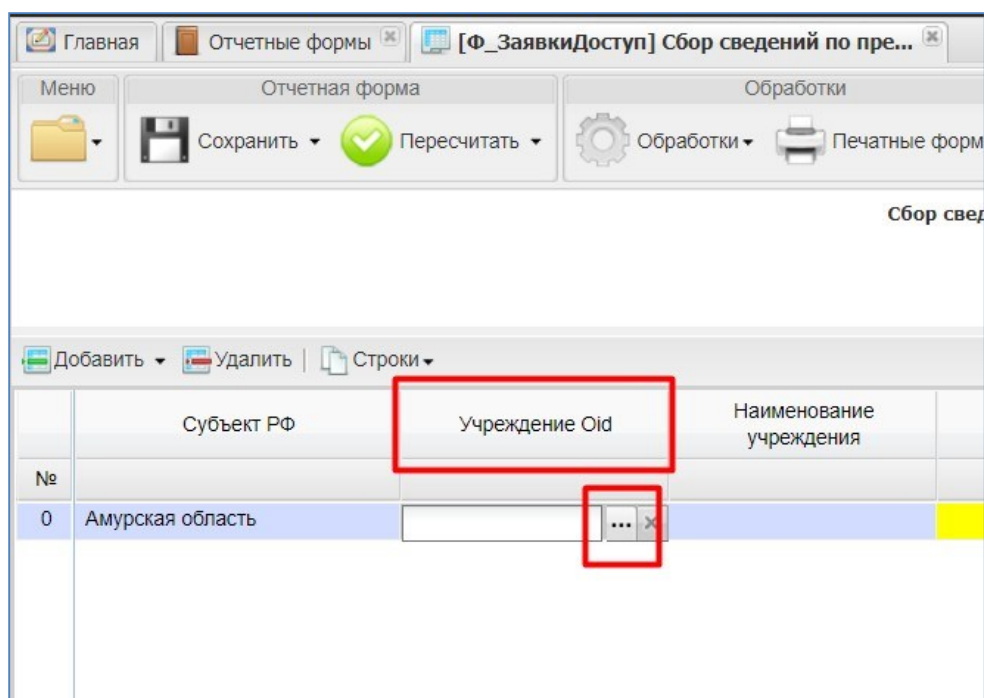 Главная Отчетные формы [Ф_ЗаявкиДоступ] Сбор сведений по пре...
Меню Отчетная форма Обработки
Сохранить Пересчитать Обработки Печатные форм
Сбор свед
Добавить Удалить | Строки
Субъект РФ Учреждение Oid Наименование
учреждения
№
0 Амурская область ...